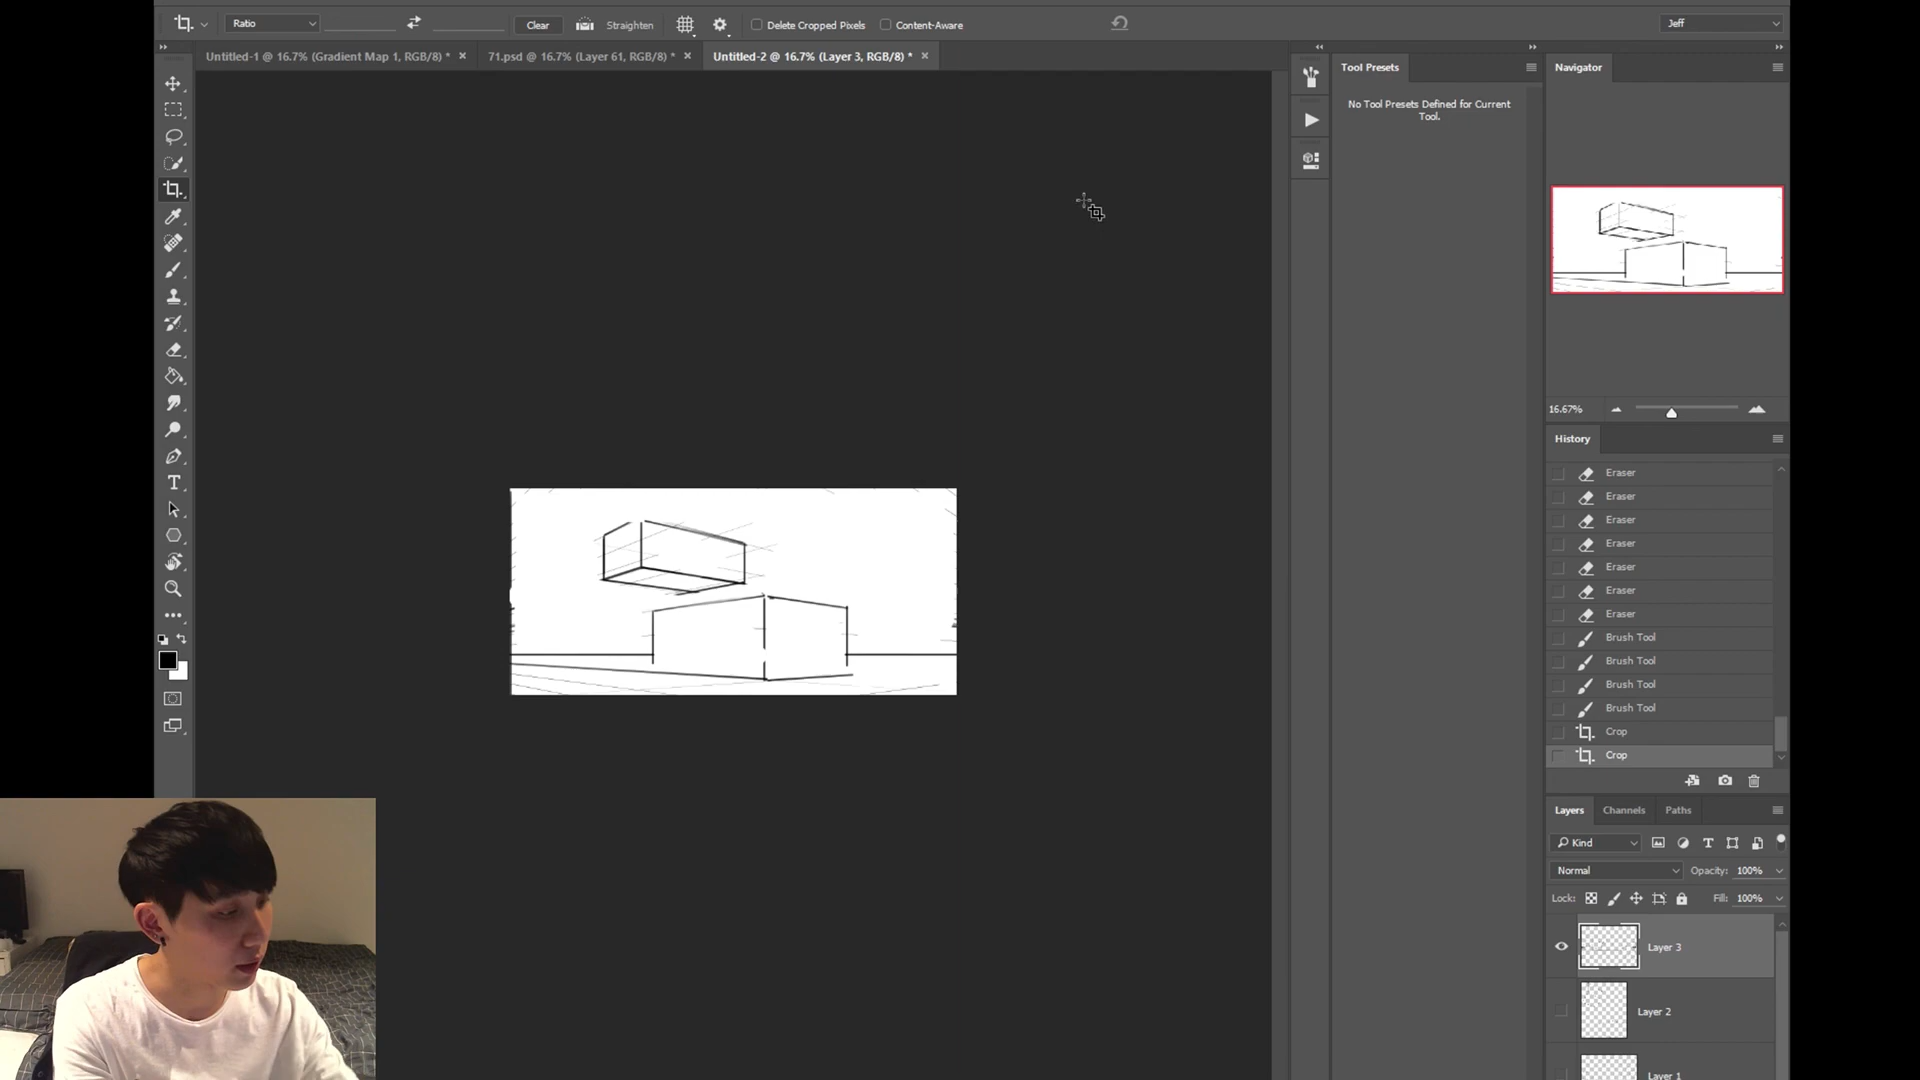 Ratio
Clear
Straighten
Delete Cropped Pixels
Content-Aware
Jeff
Untitled-1 @ 16.7% (Gradient Map 1, RGB/8) *
71.psd @ 16.7% (Layer 61, RGB/8) *
Untitled-2 @ 16.7% (Layer 3, RGB/8) *
Tool Presets
No Tool Presets Defined for Current
Tool.
Navigator
16.67%
History
Eraser
Eraser
Eraser
Eraser
Eraser
Eraser
Eraser
Brush Tool
Brush Tool
Brush Tool
Brush Tool
Crop
Crop
Layers
Channels
Paths
Kind
Normal
Opacity: 100%
Lock:
Fill: 100%
Layer 3
Layer 2
Layer 1